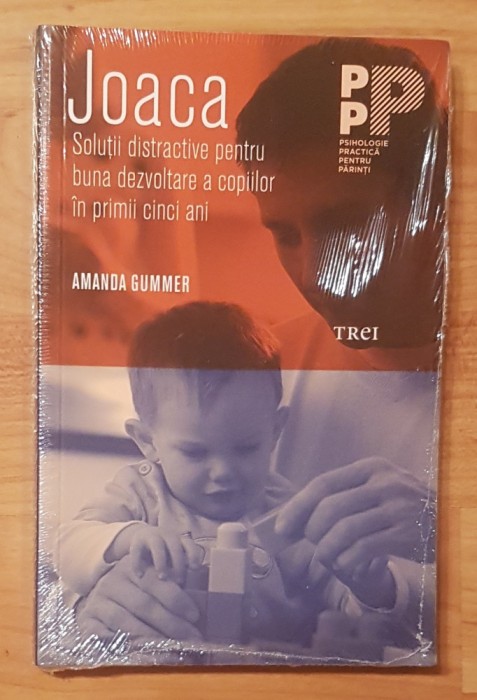 Joaca
Soluții distractive pentru
buna dezvoltare a copiilor
în primii cinci ani
AMANDA GUMMER
PPP
PSIHOLOGIE
PRACTICĂ
PENTRU
PĂRINȚI
TREI